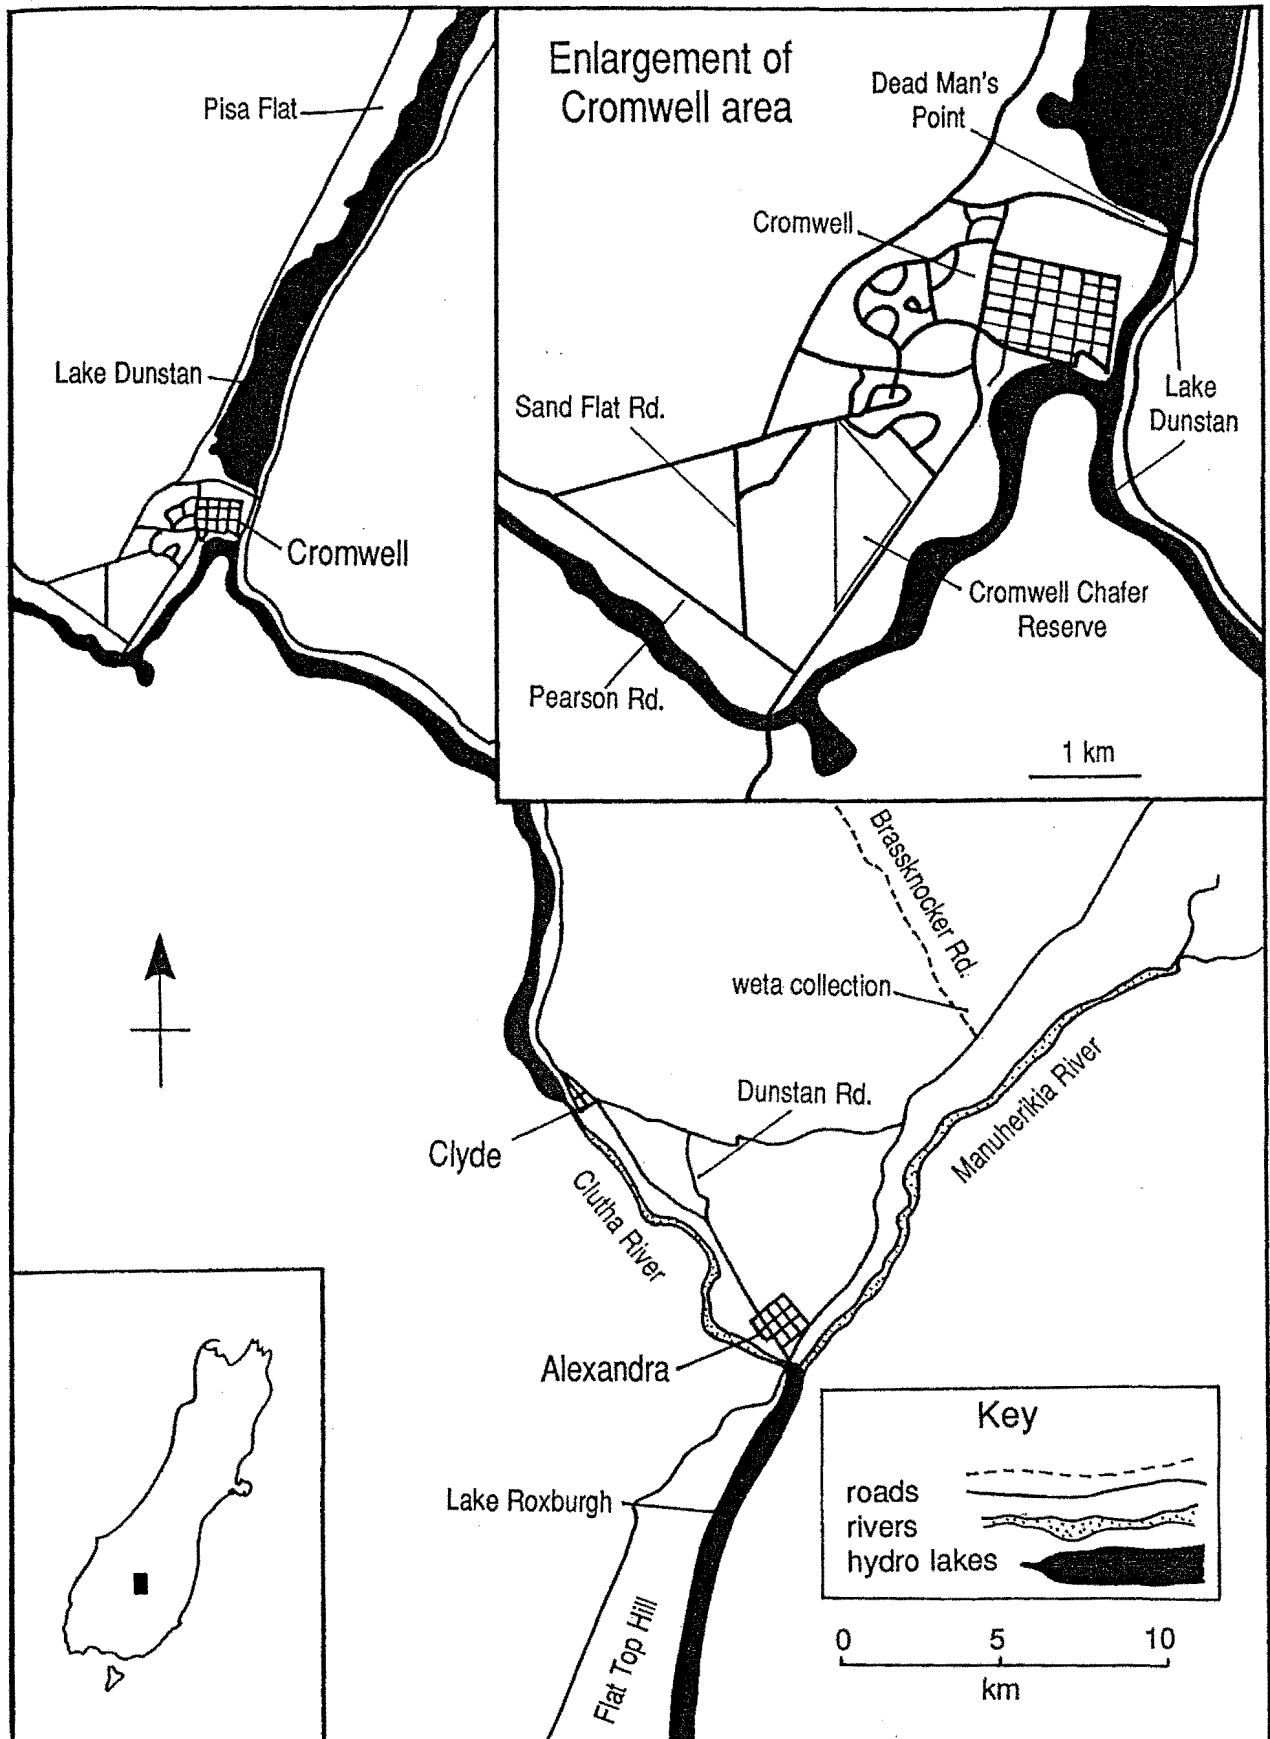 Enlargement of
Cromwell area
Pisa Flat
Dead Man's
Point
Cromwell
Lake Dunstan
Sand Flat Rd.
Lake
Dunstan
Cromwell
Cromwell Chafer
Reserve
Pearson Rd.
1 km
Brassknocker Rd.
weta collection
Dunstan Rd.
Manuherikia River
Clyde
Clutha River
Alexandra
Lake Roxburgh
Flat Top Hill
Key
roads
rivers
hydro lakes
0 5 10
km